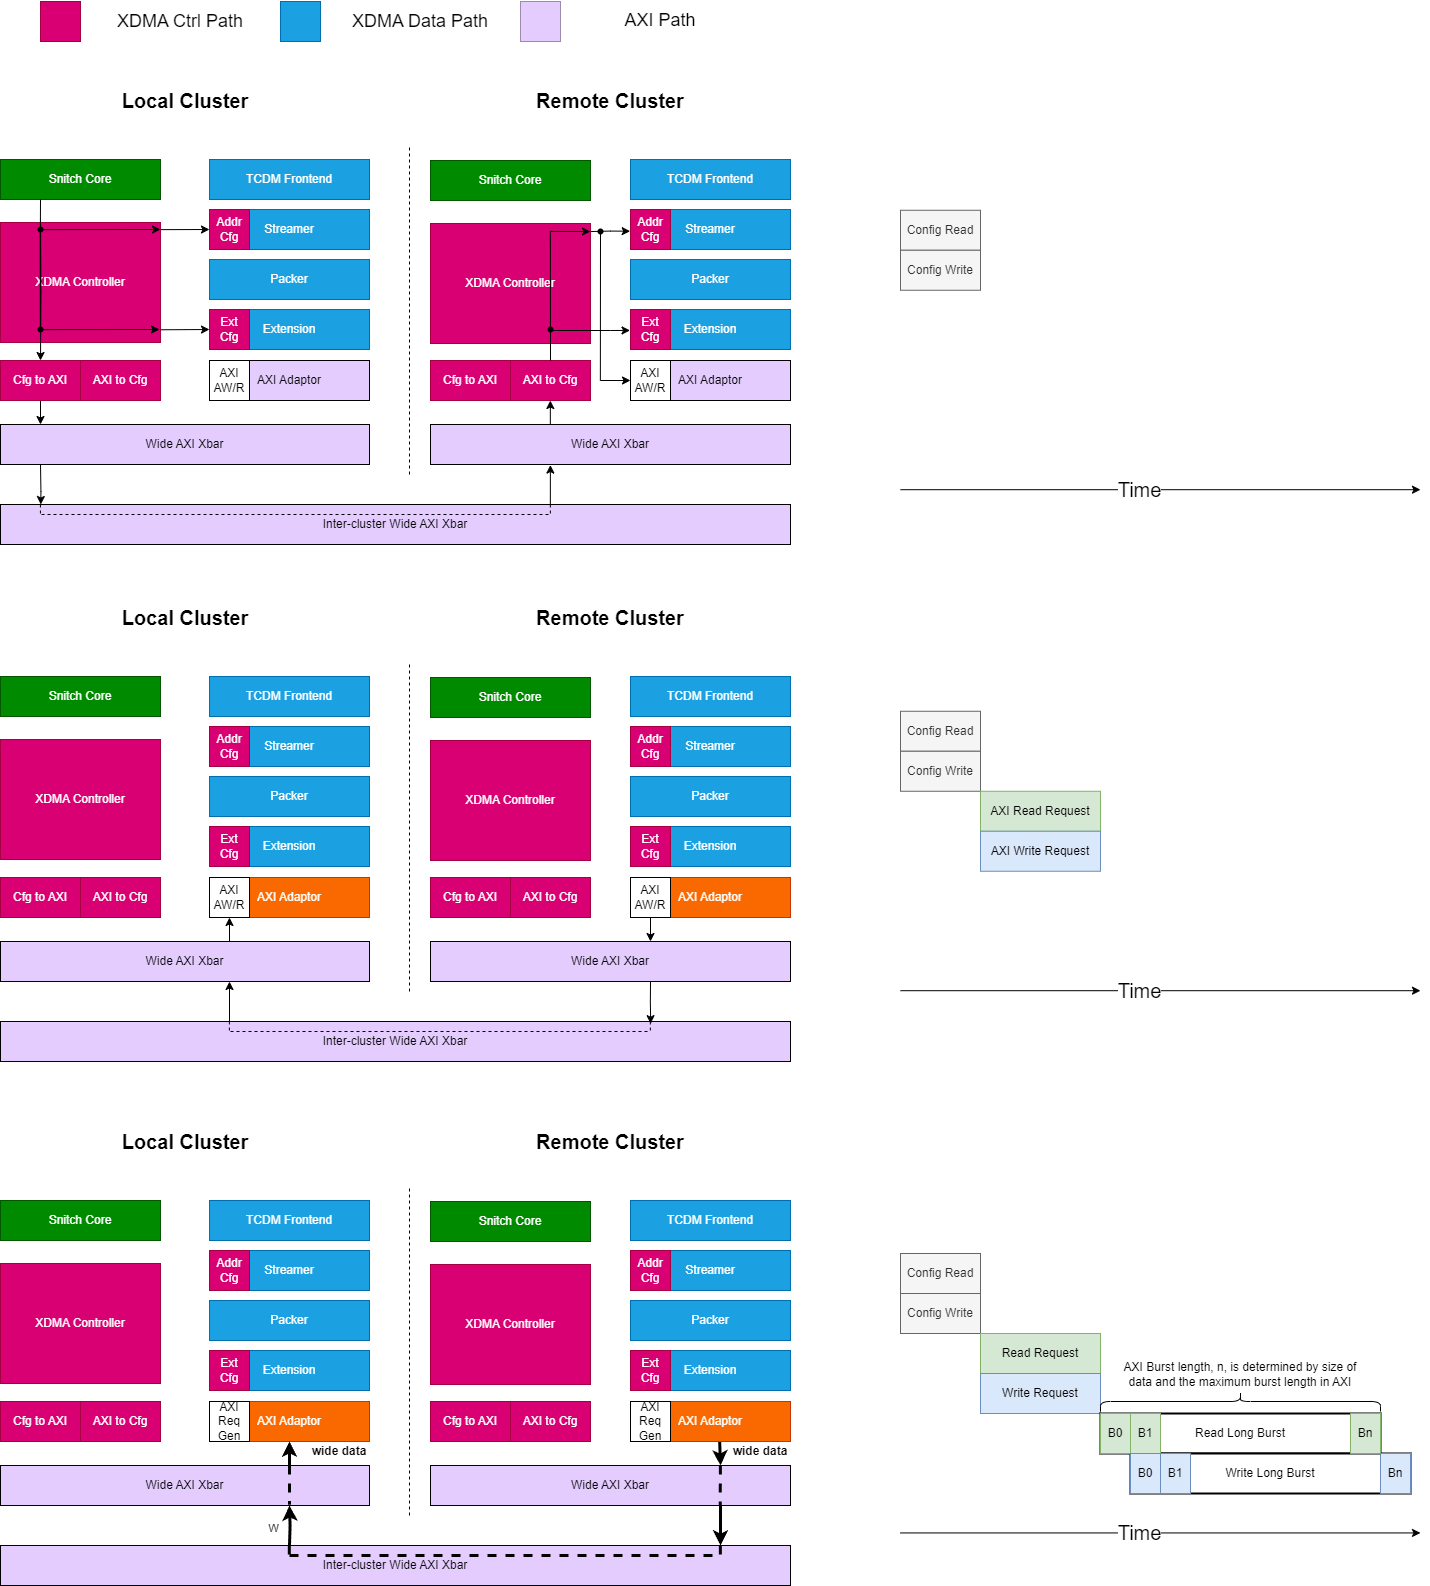 XDMA Ctrl Path
XDMA Data Path
AXI Path
Local Cluster
Remote Cluster
Snitch Core
TCDM Frontend
Snitch Core
TCDM Frontend
Addr
Cfg
Streamer
Addr
Cfg
Streamer
Config Read
XDMA Controller
Packer
XDMA Controller
Packer
Config Write
Ext
Cfg
Extension
Ext
Cfg
Extension
Cfg to AXI
AXI to Cfg
AXI
AW/R
AXI Adaptor
Cfg to AXI
AXI to Cfg
AXI
AW/R
AXI Adaptor
Wide AXI Xbar
Wide AXI Xbar
Time
Inter-cluster Wide AXI Xbar
Local Cluster
Remote Cluster
Snitch Core
TCDM Frontend
Snitch Core
TCDM Frontend
Addr
Cfg
Streamer
Addr
Cfg
Streamer
Config Read
XDMA Controller
Packer
XDMA Controller
Packer
Config Write
Ext
Cfg
Extension
Ext
Cfg
Extension
AXI Read Request
AXI Write Request
Cfg to AXI
AXI to Cfg
AXI
AW/R
AXI Adaptor
Cfg to AXI
AXI to Cfg
AXI
AW/R
AXI Adaptor
Wide AXI Xbar
Wide AXI Xbar
Time
Inter-cluster Wide AXI Xbar
Local Cluster
Remote Cluster
Snitch Core
TCDM Frontend
Snitch Core
TCDM Frontend
Addr
Cfg
Streamer
Addr
Cfg
Streamer
Config Read
XDMA Controller
Packer
XDMA Controller
Packer
Config Write
Ext
Cfg
Extension
Ext
Cfg
Extension
Read Request
Write Request
AXI Burst length, n, is determined by size of
data and the maximum burst length in AXI
Cfg to AXI
AXI to Cfg
AXI
Req
Gen
AXI Adaptor
Cfg to AXI
AXI to Cfg
AXI
Req
Gen
AXI Adaptor
B0
B1
Read Long Burst
Bn
wide data
wide data
B0
B1
Write Long Burst
Bn
Wide AXI Xbar
Wide AXI Xbar
W
Time
Inter-cluster Wide AXI Xbar